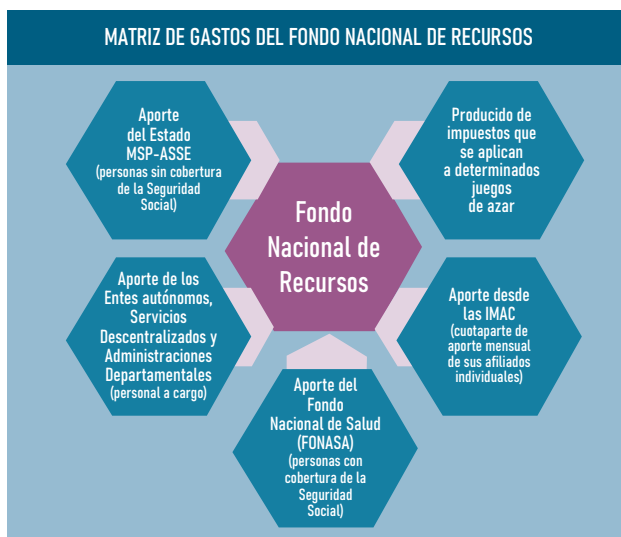 MATRIZ DE GASTOS DEL FONDO NACIONAL DE RECURSOS
Aporte
del Estado
MSP-ASSE
(personas sin cobertura
de la Seguridad
Social)
Producido de
impuestos que
se aplican
a determinados
juegos
de azar
Fondo
Nacional de
Recursos
Aporte de los
Entes autónomos,
Servicios
Descentralizados y
Administraciones
Departamentales
(personal a cargo)
Aporte desde
las IMAC
(cuotaparte de
aporte mensual
de sus afiliados
individuales)
Aporte del
Fondo
Nacional de Salud
(FONASA)
(personas con
cobertura de la
Seguridad
Social)